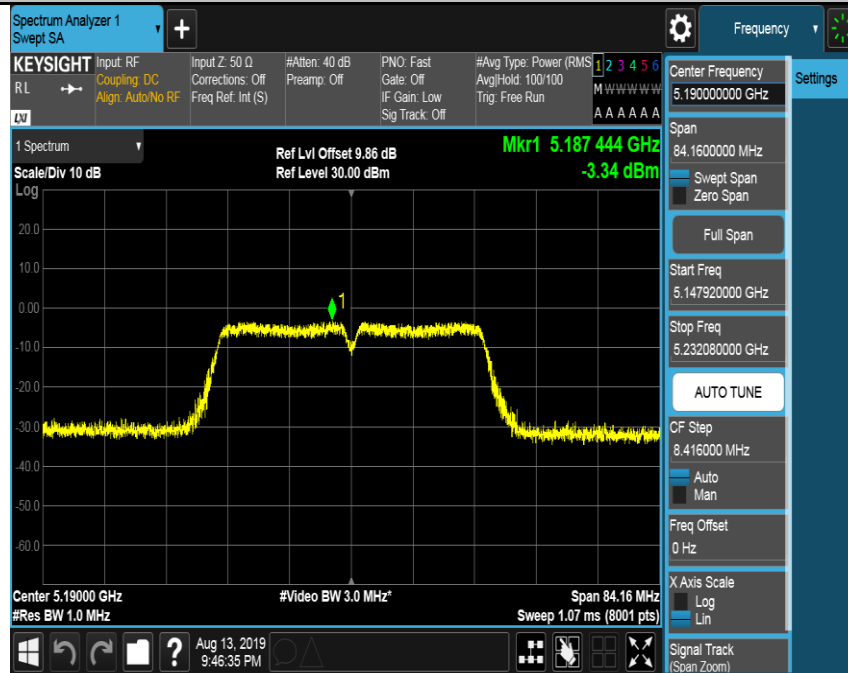 Spectrum Analyzer 1
Swept SA
+
Frequency
KEYSIGHT
RL
LXI
Input: RF
Coupling: DC
Align: Auto/No RF
Input Z: 50 Ω
Corrections: Off
Freq Ref: Int (S)
#Atten: 40 dB
Preamp: Off
PNO: Fast
Gate: Off
IF Gain: Low
Sig Track: Off
#Avg Type: Power (RMS
Avg|Hold: 100/100
Trig: Free Run
1 2 3 4 5 6
M W W W W W
A A A A A A
1 Spectrum
Scale/Div 10 dB
Log
Ref Lvl Offset 9.86 dB
Ref Level 30.00 dBm
Mkr1 5.187 444 GHz
-3.34 dBm
20.0
10.0
0.00
-10.0
-20.0
-30.0
-40.0
-50.0
-60.0
1
Center 5.19000 GHz
#Res BW 1.0 MHz
#Video BW 3.0 MHz*
Span 84.16 MHz
Sweep 1.07 ms (8001 pts)
?
Aug 13, 2019
9:46:35 PM
Center Frequency
5.190000000 GHz
Settings
Span
84.1600000 MHz
Swept Span
Zero Span
Full Span
Start Freq
5.147920000 GHz
Stop Freq
5.232080000 GHz
AUTO TUNE
CF Step
8.416000 MHz
Auto
Man
Freq Offset
0 Hz
X Axis Scale
Log
Lin
Signal Track
(Span Zoom)